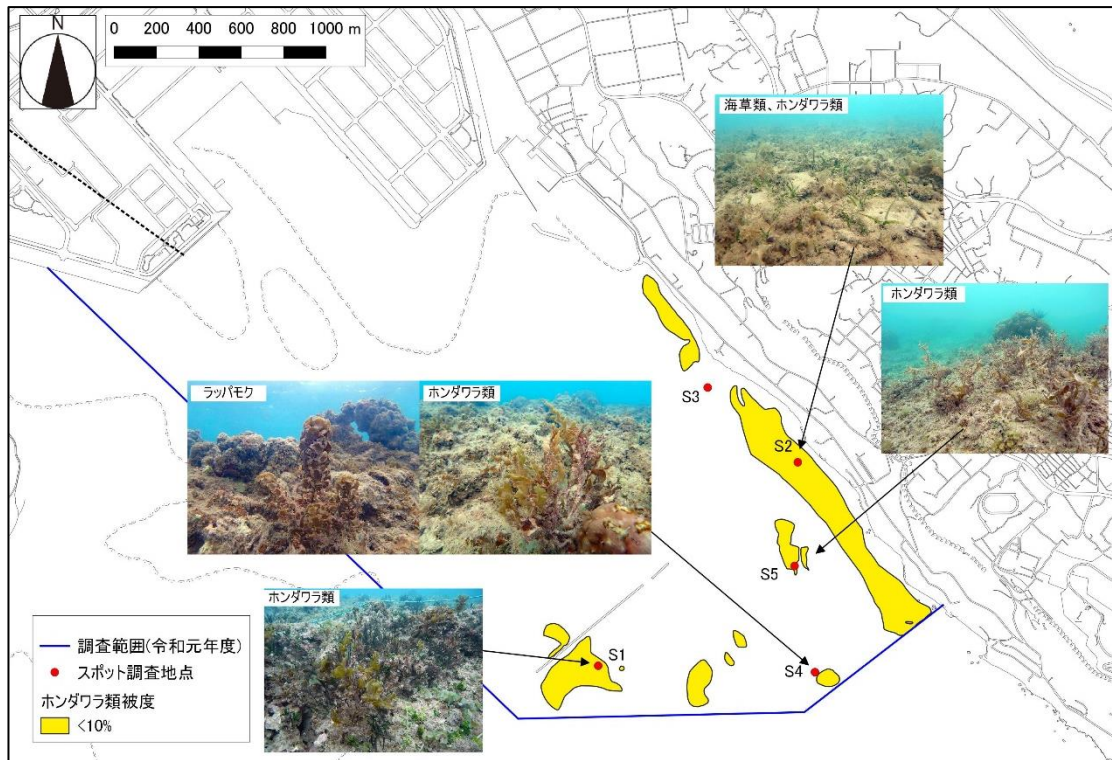 N
0 200 400 600 800 1000 m
海草類、ホンダワラ類
ホンダワラ類
ラッパモク
ホンダワラ類
S3
S2
S5
ホンダワラ類
S1
S4
調査範囲(令和元年度)
スポット調査地点
ホンダワラ類被度
<10%